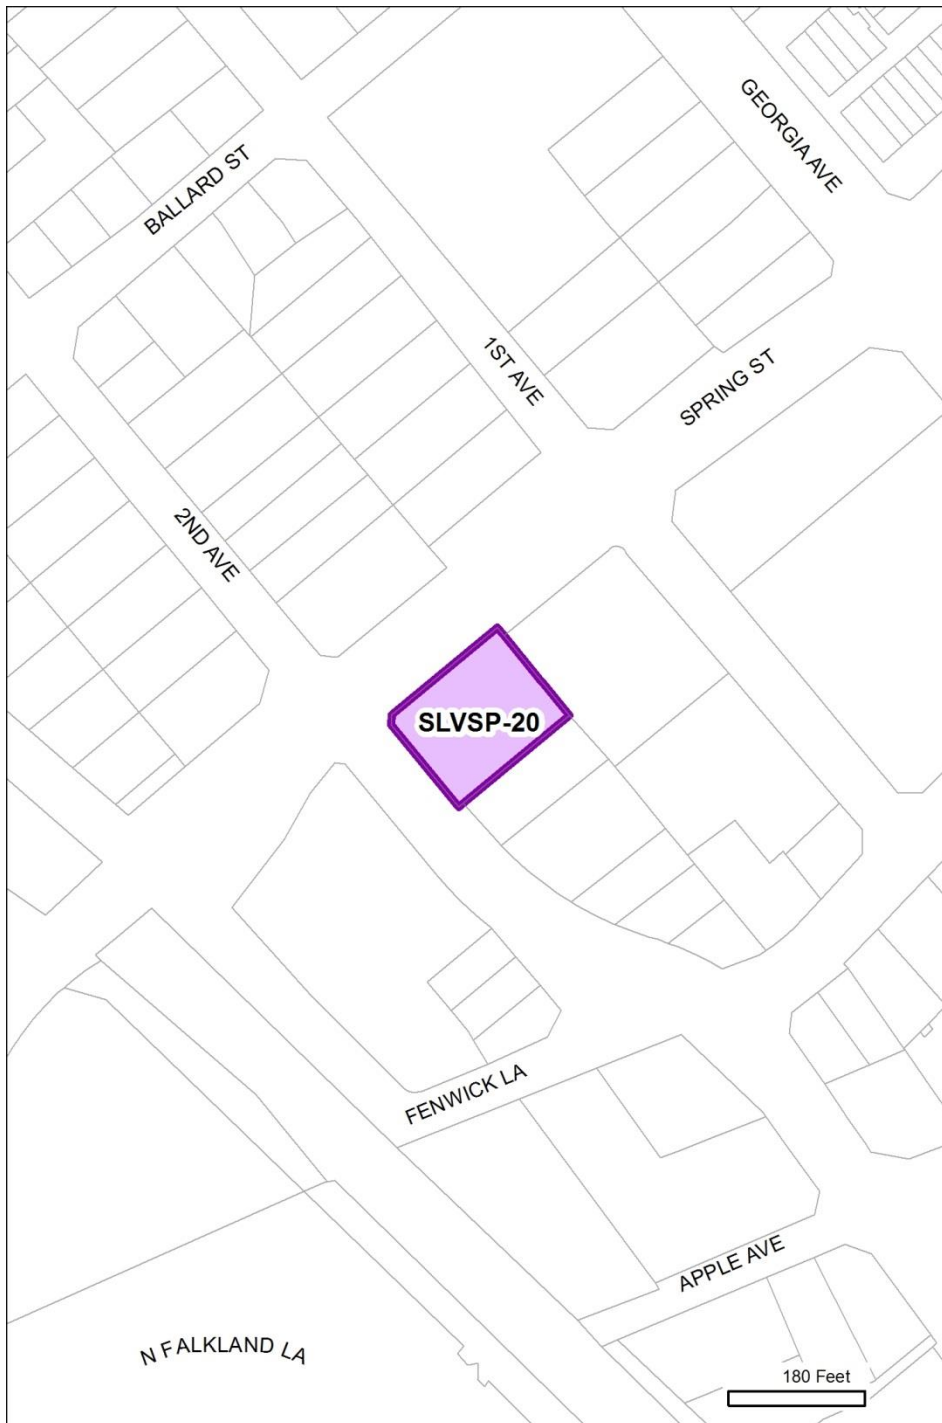 GEORGIA AVE
BALLARD ST
1ST AVE
SPRING ST
2ND AVE
SLVSP-20
FENWICK LA
APPLE AVE
N FALKLAND LA
180 Feet